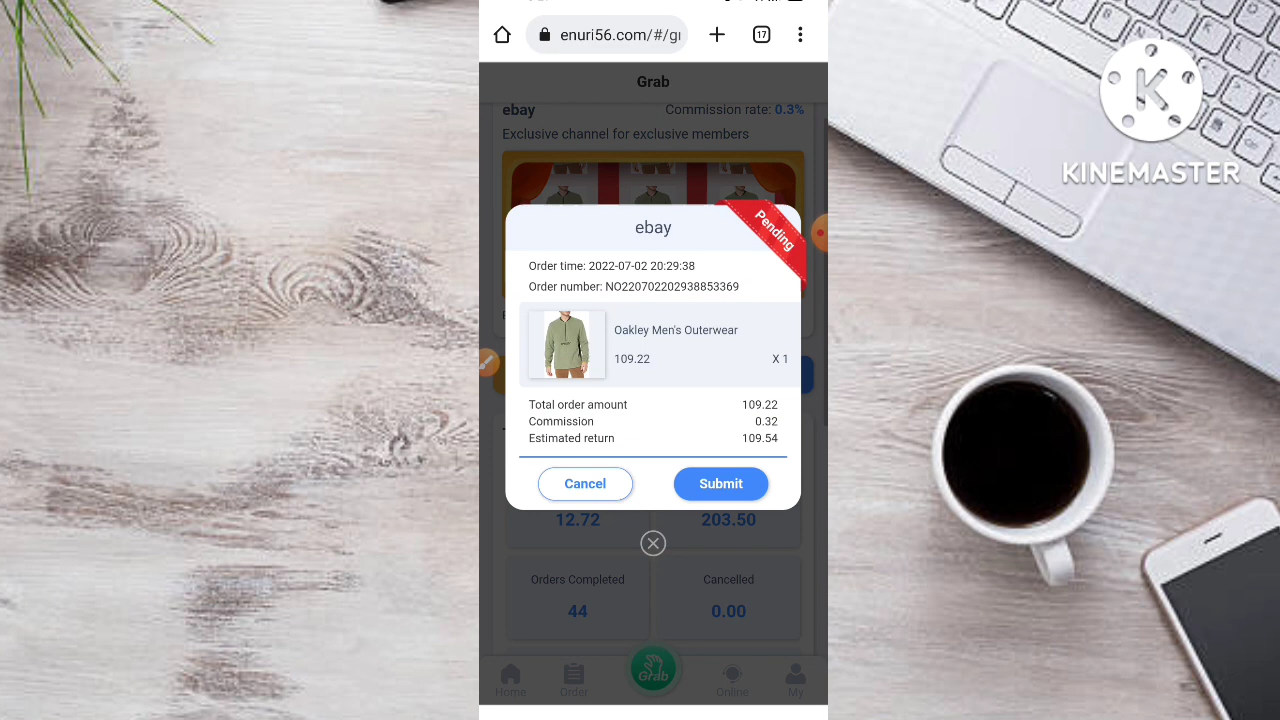 enuri56.com/#/gr
17
Grab
ebay
Commission rate: 0.3%
Exclusive channel for exclusive members
ebay
Pending
Order time: 2022-07-02 20:29:38
Order number: NO220702202938853369
Oakley Men's Outerwear
109.22
X 1
Total order amount 109.22
Commission 0.32
Estimated return 109.54
Cancel
Submit
12.72
203.50
Orders Completed
Cancelled
44
0.00
Grab
Home
Order
Online
My
K
KINEMASTER